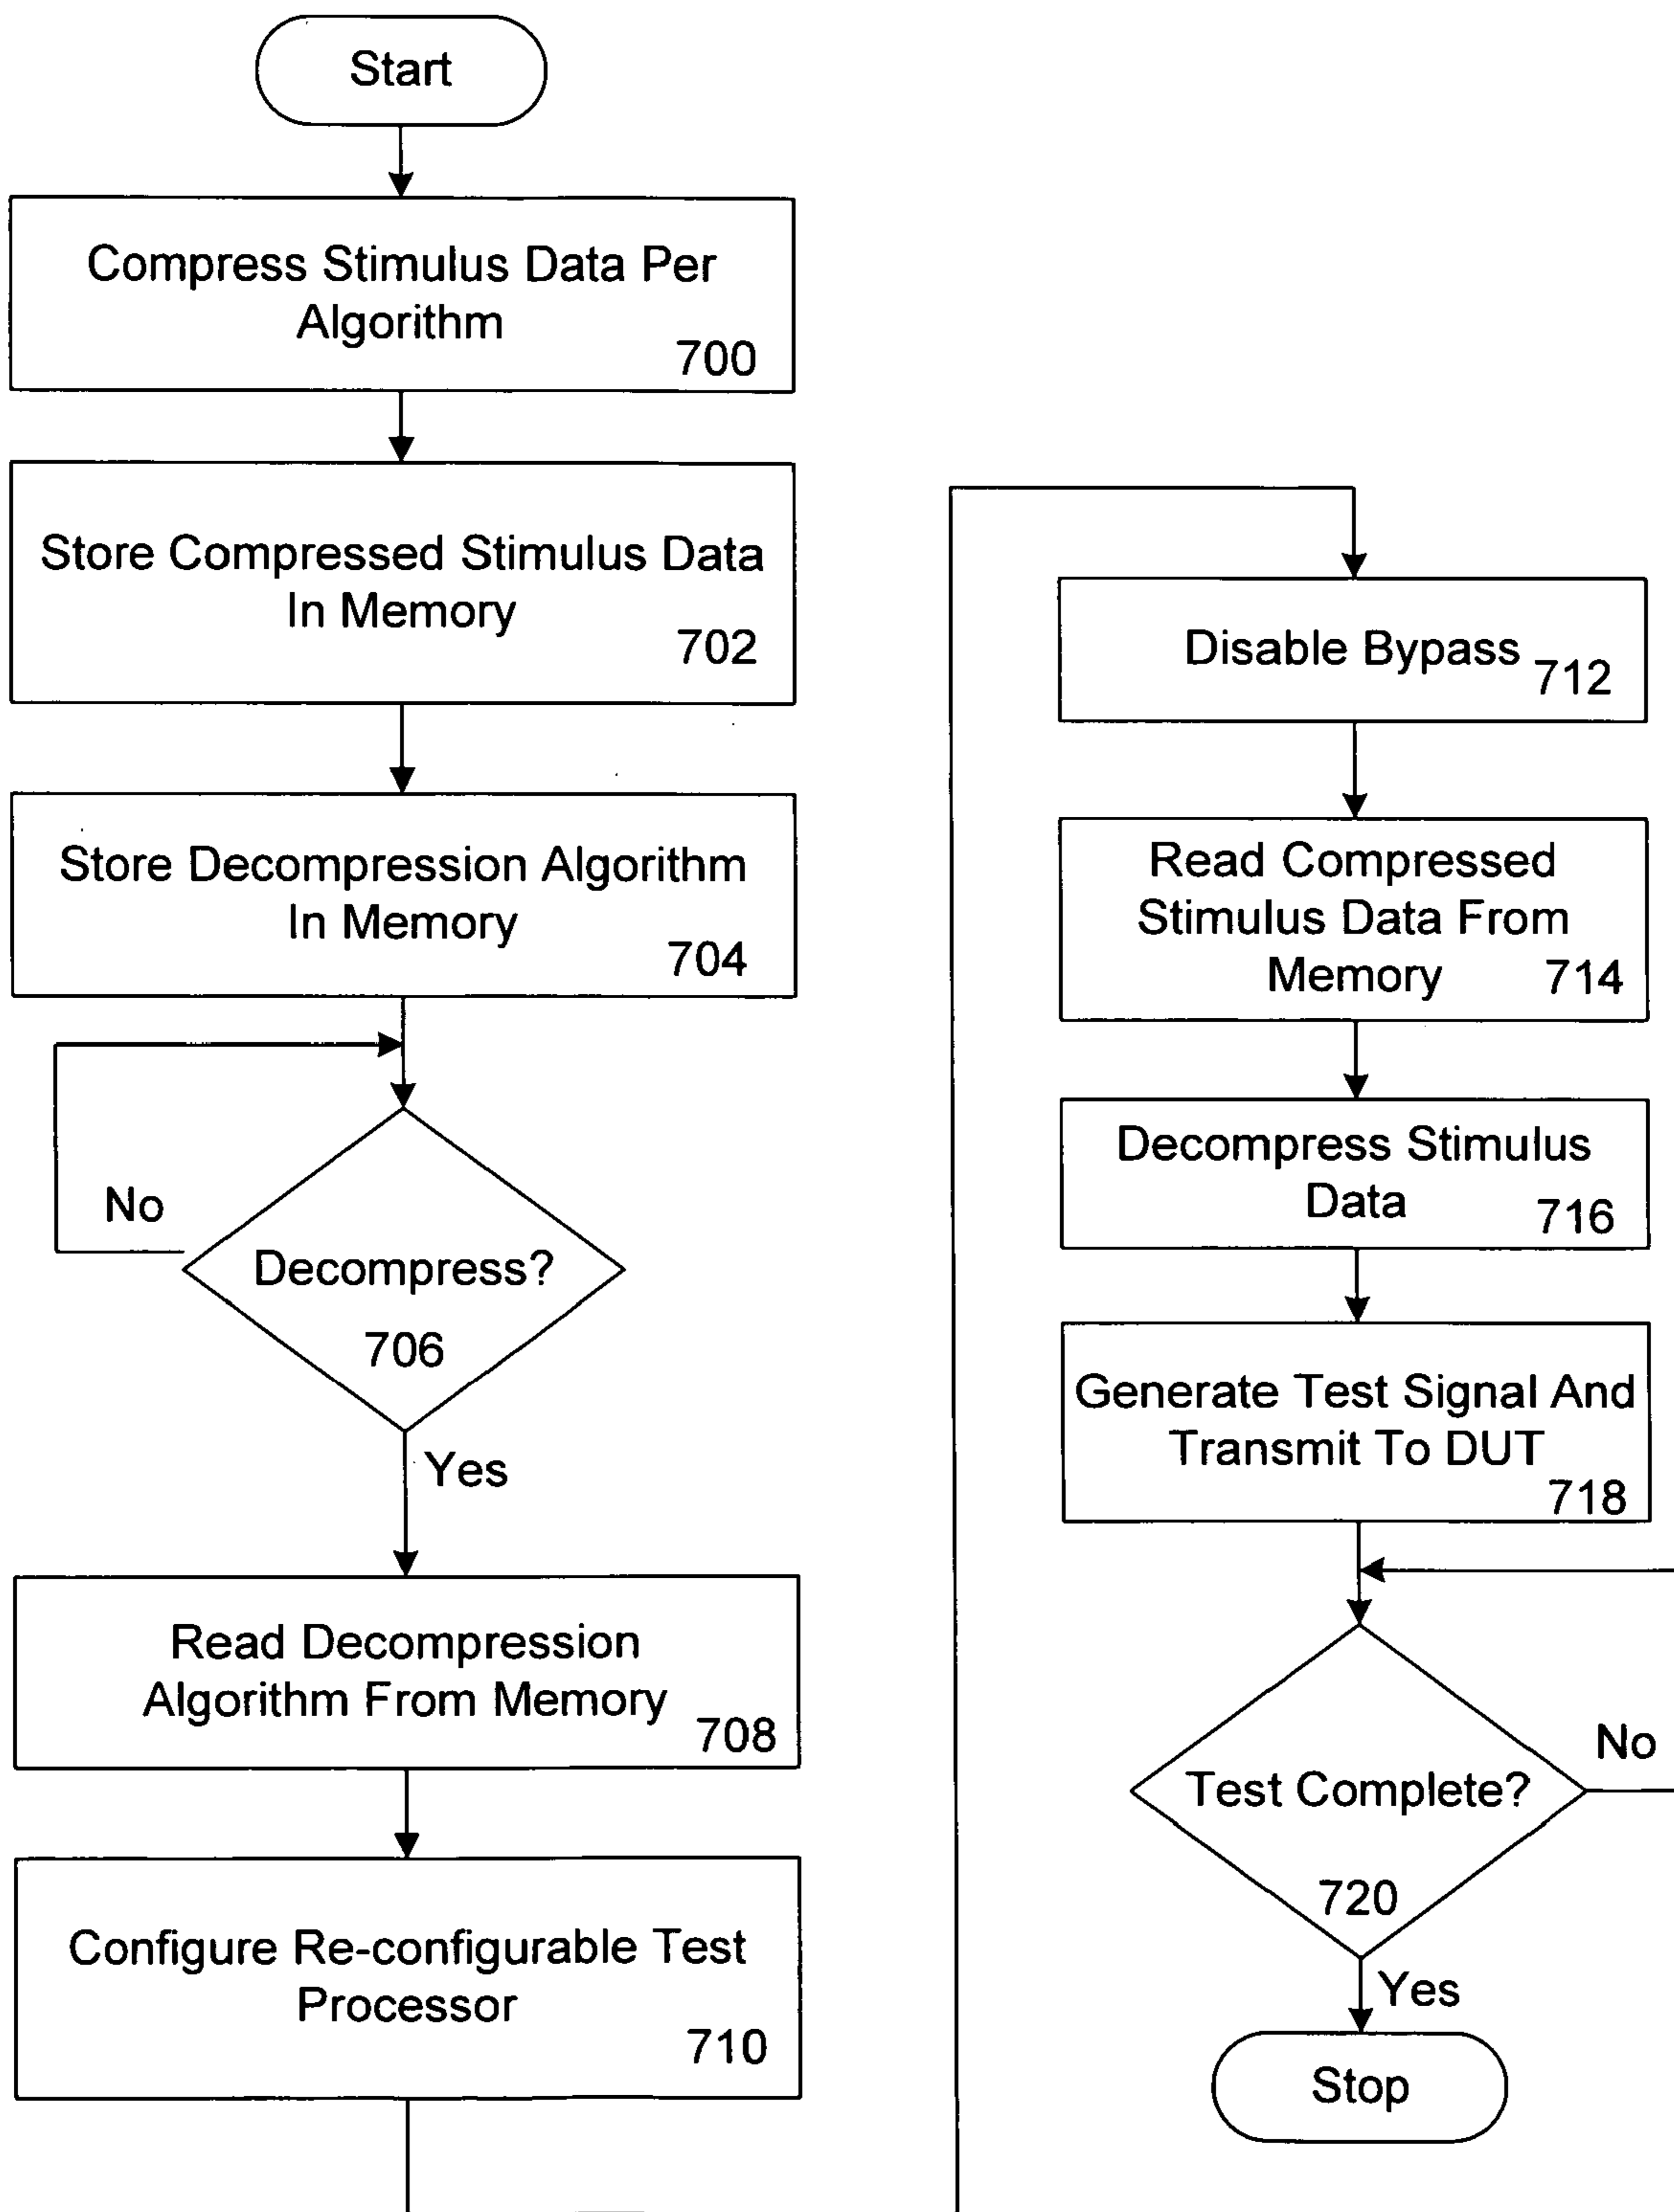 Start
Compress Stimulus Data Per
Algorithm
700
Store Compressed Stimulus Data
In Memory
702
Store Decompression Algorithm
In Memory
704
No
Decompress?
706
Yes
Read Decompression
Algorithm From Memory
708
Configure Re-configurable Test
Processor
710
Disable Bypass
712
Read Compressed
Stimulus Data From
Memory
714
Decompress Stimulus
Data
716
Generate Test Signal And
Transmit To DUT
718
No
Test Complete?
720
Yes
Stop